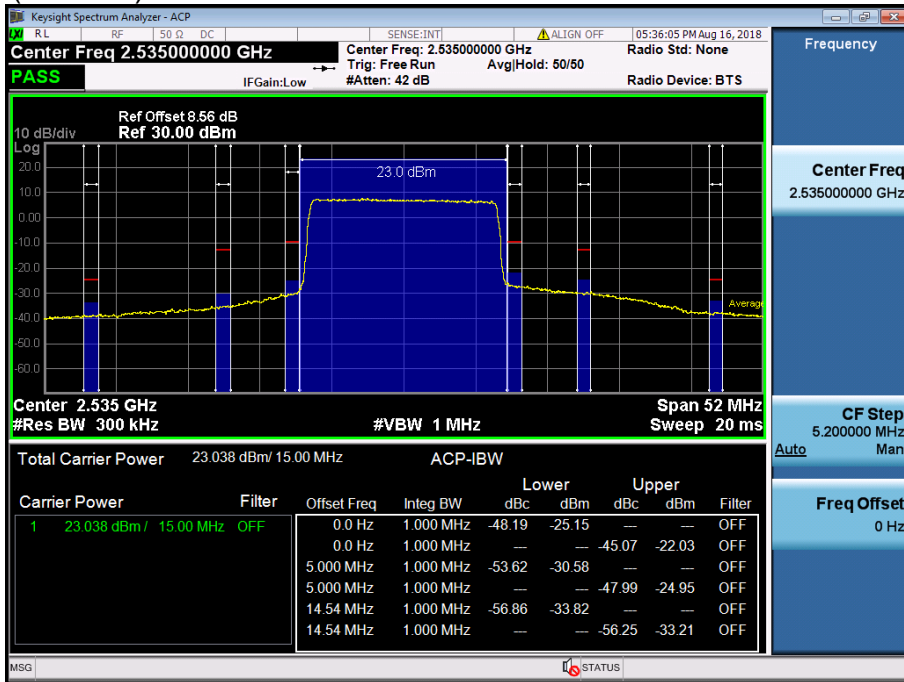 Keysight Spectrum Analyzer - ACP
LXI RL RF 50 Ω DC SENSE:INT ALIGN OFF 05:36:05 PM Aug 16, 2018
Center Freq 2.535000000 GHz
Center Freq: 2.535000000 GHz Radio Std: None
Trig: Free Run Avg|Hold: 50/50
PASS IFGain:Low #Atten: 42 dB Radio Device: BTS
Ref Offset 8.56 dB
10 dB/div Ref 30.00 dBm
Log
20.0
23.0 dBm
10.0
0.00
-10.0
-20.0
-30.0
Average
-40.0
-50.0
-60.0
Center 2.535 GHz Span 52 MHz
#Res BW 300 kHz #VBW 1 MHz Sweep 20 ms
Total Carrier Power 23.038 dBm/ 15.00 MHz ACP-IBW
Lower Upper
Carrier Power Filter Offset Freq Integ BW dBc dBm dBc dBm Filter
1 23.038 dBm / 15.00 MHz OFF
0.0 Hz 1.000 MHz -48.19 -25.15 --- --- OFF
0.0 Hz 1.000 MHz --- --- -45.07 -22.03 OFF
5.000 MHz 1.000 MHz -53.62 -30.58 --- --- OFF
5.000 MHz 1.000 MHz --- --- -47.99 -24.95 OFF
14.54 MHz 1.000 MHz -56.86 -33.82 --- --- OFF
14.54 MHz 1.000 MHz --- --- -56.25 -33.21 OFF
MSG STATUS
Frequency
Center Freq
2.535000000 GHz
CF Step
5.200000 MHz
Auto Man
Freq Offset
0 Hz